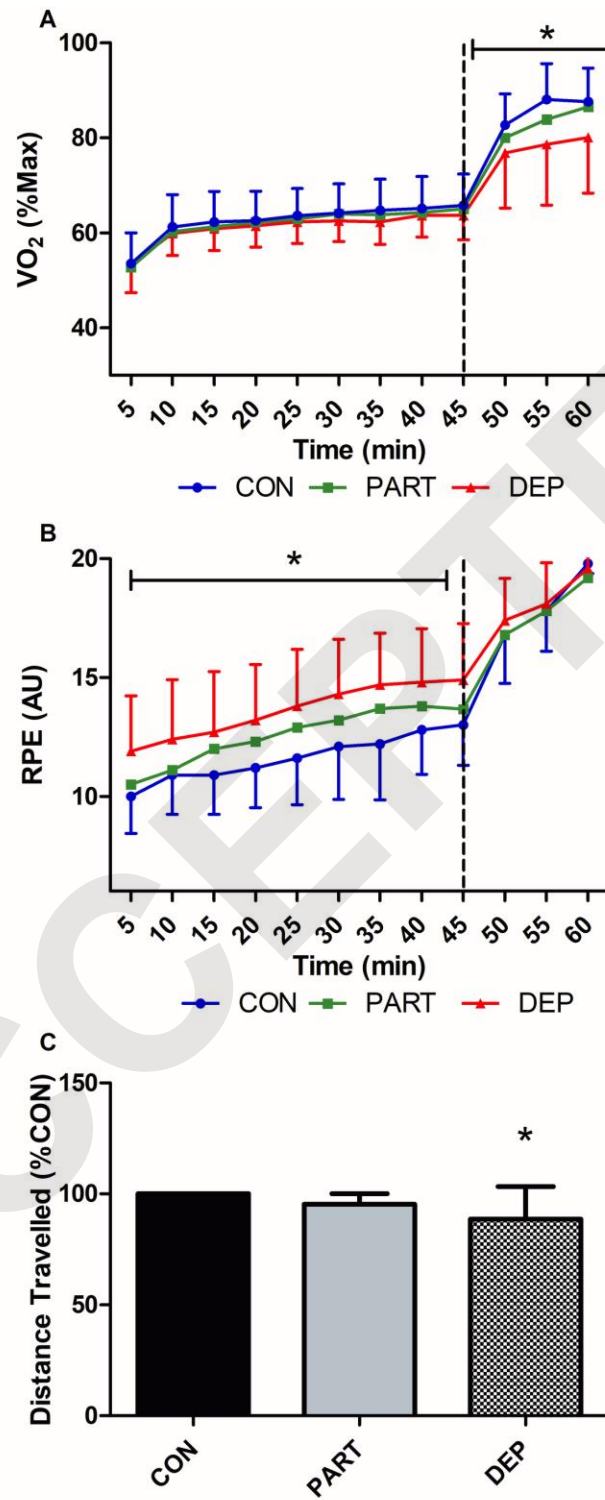 A
VO2 (%Max)
100
80
60
40
*
5 10 15 20 25 30 35 40 45 50 55 60
Time (min)
CON PART DEP
B
RPE (AU)
20
15
10
*
5 10 15 20 25 30 35 40 45 50 55 60
Time (min)
CON PART DEP
C
Distance Travelled (%CON)
150
100
50
0
*
CON PART DEP
CCEPTE